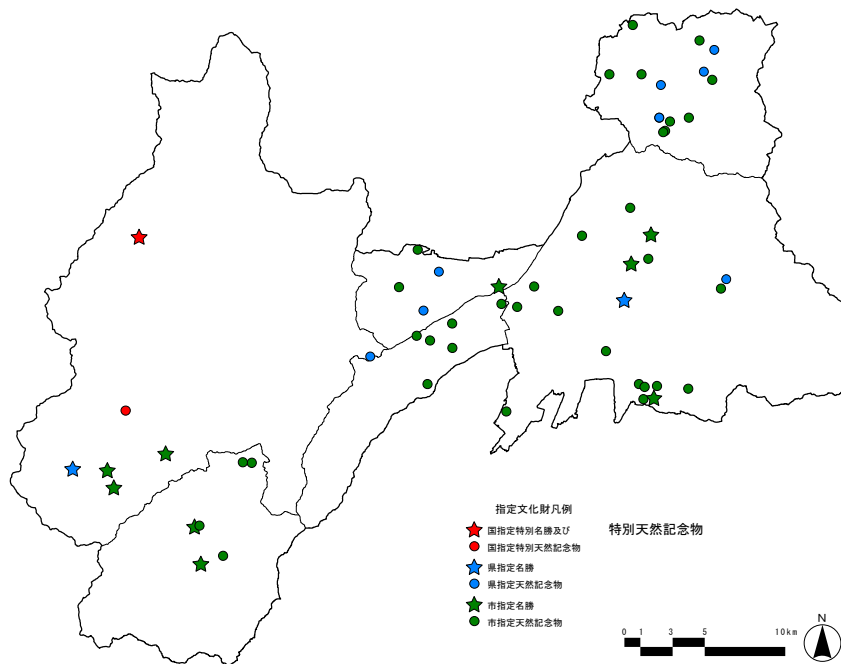 指定文化財凡例
国指定特別名勝及び 特別天然記念物
国指定特別天然記念物
県指定名勝
県指定天然記念物
市指定名勝
市指定天然記念物
0 1 3 5 10km
N